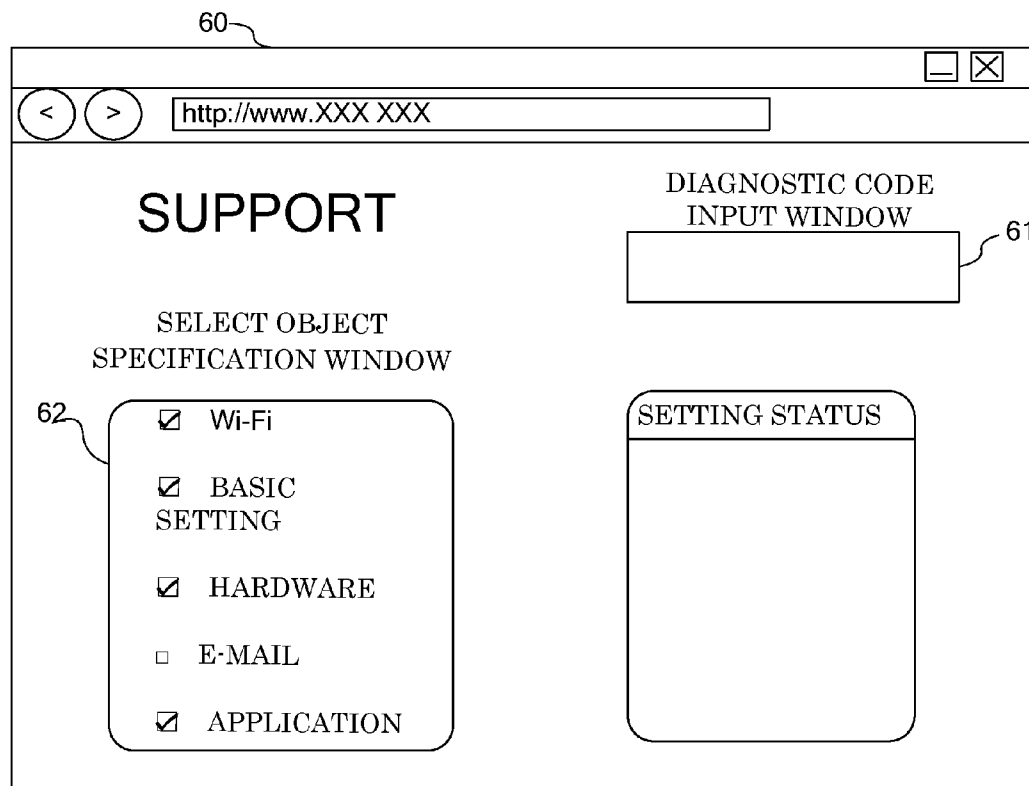 60
< > http://www.XXX XXX
SUPPORT
DIAGNOSTIC CODE
INPUT WINDOW
61
SELECT OBJECT
SPECIFICATION WINDOW
62
Wi-Fi
BASIC
SETTING
HARDWARE
E-MAIL
APPLICATION
SETTING STATUS